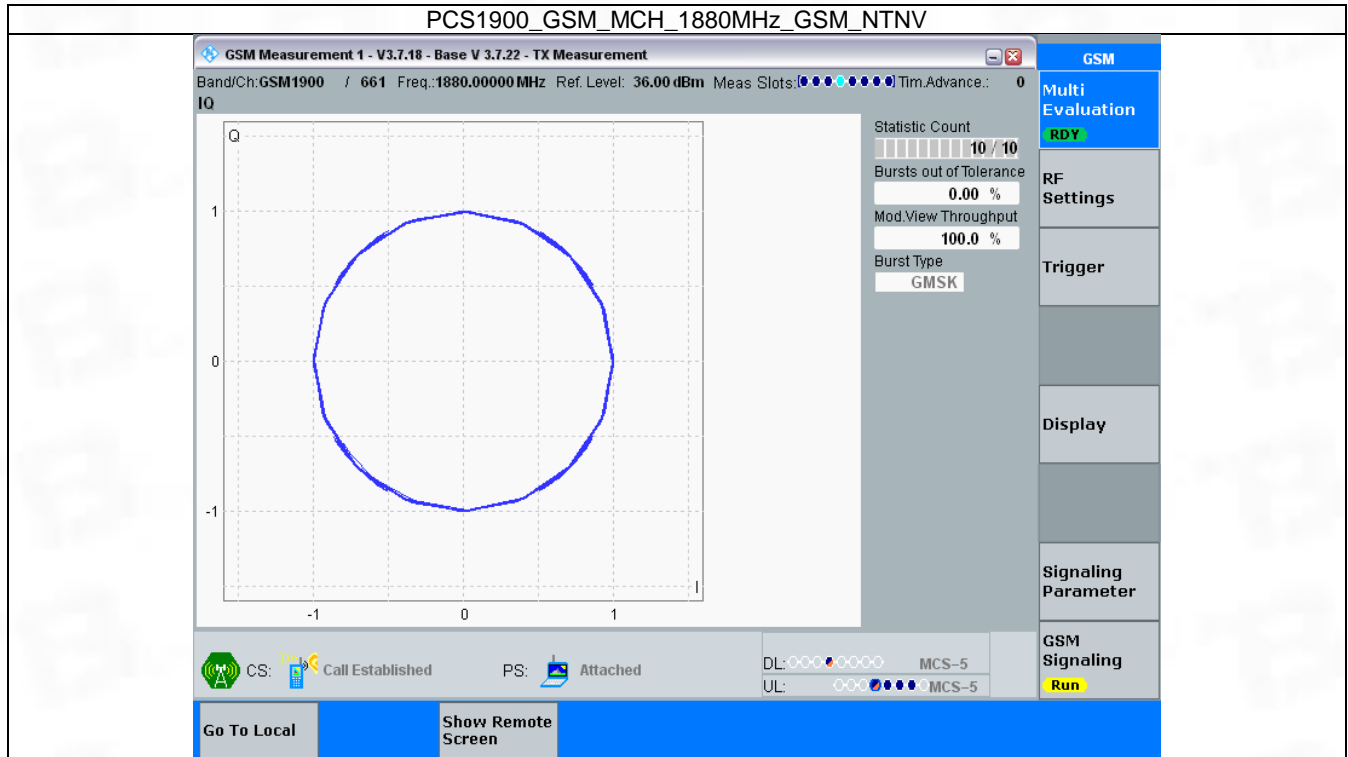 PCS1900_GSM_MCH_1880MHz_GSM_NTNV
GSM Measurement 1 - V3.7.18 - Base V 3.7.22 - TX Measurement
Band/Ch:GSM1900 / 661 Freq.:1880.00000 MHz Ref. Level: 36.00 dBm Meas Slots: Tim.Advance.: 0
IQ
Q
1
0
-1
-1 0 1
I
Statistic Count
10 / 10
Bursts out of Tolerance
0.00 %
Mod.View Throughput
100.0 %
Burst Type
GMSK
GSM
Multi
Evaluation
RDY
RF
Settings
Trigger
Display
Signaling
Parameter
GSM
Signaling
Run
CS: Call Established PS: Attached
DL: MCS-5
UL: MCS-5
Go To Local
Show Remote
Screen